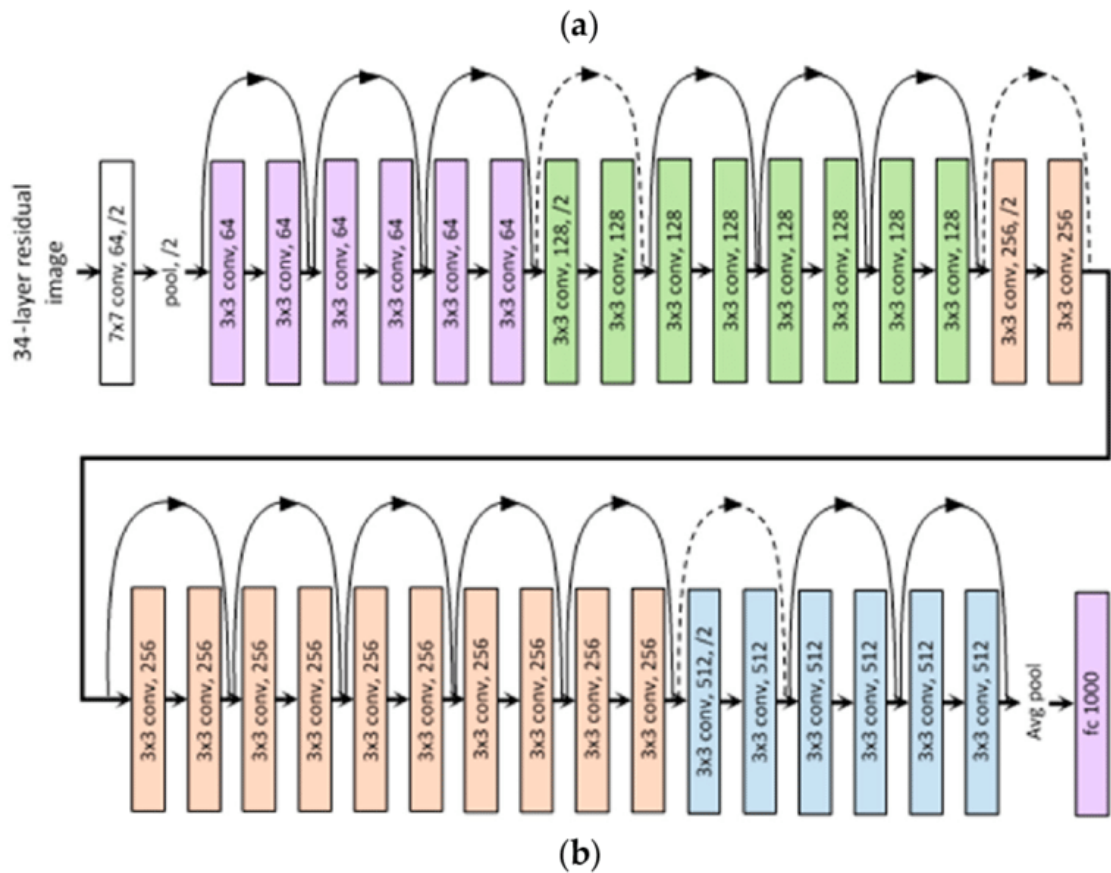 (a)
34-layer residual
image
7x7 conv, 64, /2
pool, /2
3x3 conv, 64
3x3 conv, 64
3x3 conv, 64
3x3 conv, 64
3x3 conv, 64
3x3 conv, 64
3x3 conv, 128, /2
3x3 conv, 128
3x3 conv, 128
3x3 conv, 128
3x3 conv, 128
3x3 conv, 128
3x3 conv, 128
3x3 conv, 128
3x3 conv, 256, /2
3x3 conv, 256
3x3 conv, 256
3x3 conv, 256
3x3 conv, 256
3x3 conv, 256
3x3 conv, 256
3x3 conv, 256
3x3 conv, 256
3x3 conv, 256
3x3 conv, 256
3x3 conv, 256
3x3 conv, 512, /2
3x3 conv, 512
3x3 conv, 512
3x3 conv, 512
3x3 conv, 512
3x3 conv, 512
Avg pool
fc 1000
(b)